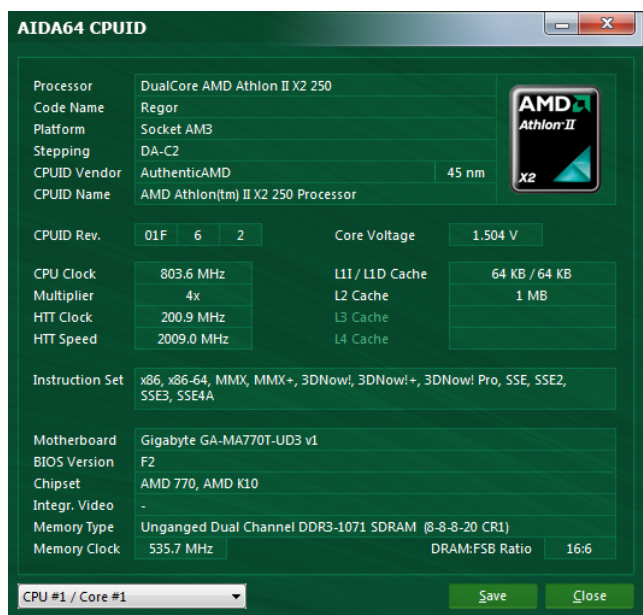 AIDA64 CPUID
Processor DualCore AMD Athlon II X2 250
Code Name Regor
Platform Socket AM3
Stepping DA-C2
CPUID Vendor AuthenticAMD 45 nm
CPUID Name AMD Athlon(tm) II X2 250 Processor
AMD
Athlon II
X2
CPUID Rev. 01F 6 2 Core Voltage 1.504 V
CPU Clock 803.6 MHz L1I / L1D Cache 64 KB / 64 KB
Multiplier 4x L2 Cache 1 MB
HTT Clock 200.9 MHz L3 Cache
HTT Speed 2009.0 MHz L4 Cache
Instruction Set x86, x86-64, MMX, MMX+, 3DNow!, 3DNow!+, 3DNow! Pro, SSE, SSE2,
SSE3, SSE4A
Motherboard Gigabyte GA-MA770T-UD3 v1
BIOS Version F2
Chipset AMD 770, AMD K10
Integr. Video -
Memory Type Unganged Dual Channel DDR3-1071 SDRAM (8-8-8-20 CR1)
Memory Clock 535.7 MHz DRAM:FSB Ratio 16:6
CPU #1 / Core #1 Save Close